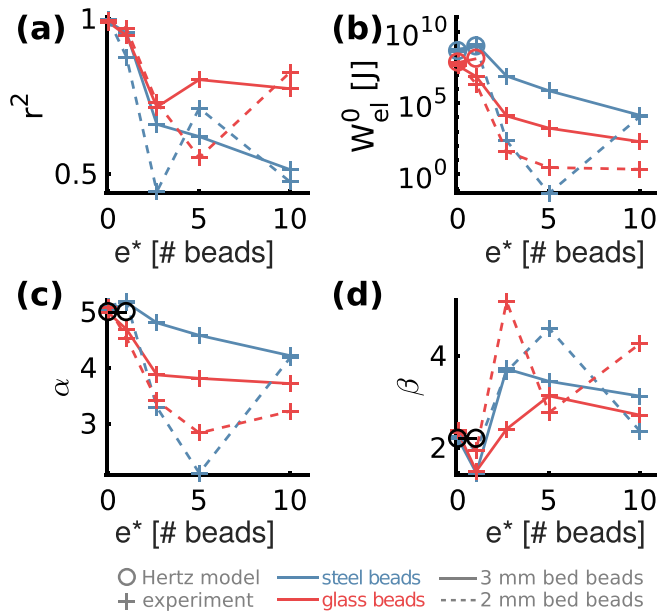 (a)
1
0.5
r²
0 5 10
e* [# beads]
(b)
10¹⁰
10⁵
10⁰
W⁰el [J]
0 5 10
e* [# beads]
(c)
5
4
3
α
0 5 10
e* [# beads]
(d)
4
2
β
0 5 10
e* [# beads]
Hertz model steel beads 3 mm bed beads
experiment glass beads 2 mm bed beads